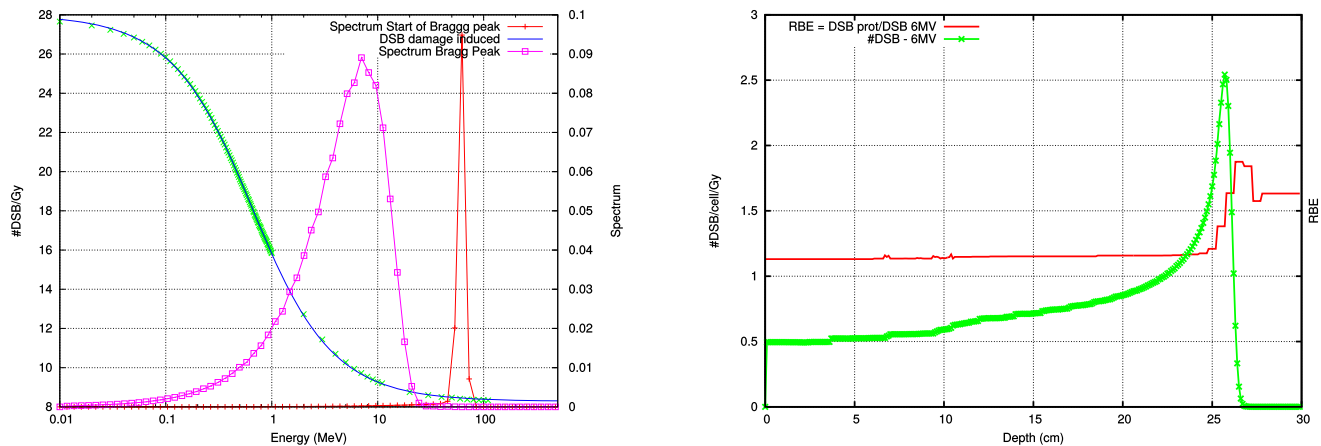 Spectrum Start of Braggg peak
DSB damage induced
Spectrum Bragg Peak
28
26
24
22
20
18
16
14
12
10
8
0.1
0.09
0.08
0.07
0.06
0.05
0.04
0.03
0.02
0.01
0
#DSB/Gy
Spectrum
0.01 0.1 1 10 100
Energy (MeV)
RBE = DSB prot/DSB 6MV
#DSB - 6MV
3
2.5
2
1.5
1
0.5
0
#DSB/cell/Gy
RBE
0 5 10 15 20 25 30
Depth (cm)